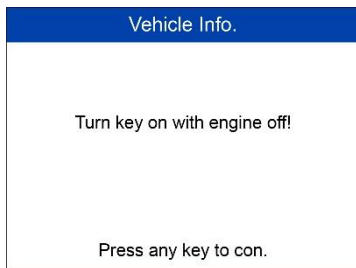 Vehicle Info.
Turn key on with engine off!
Press any key to con.